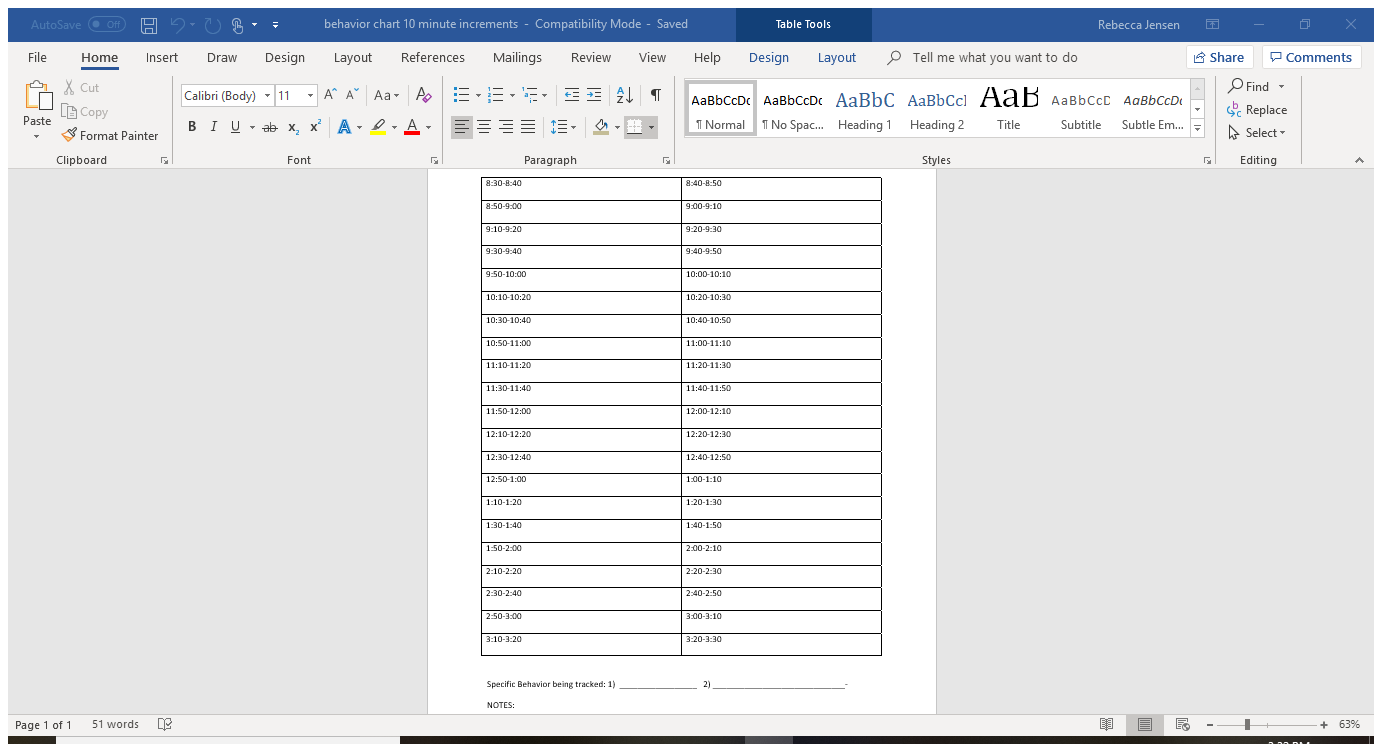 AutoSave Off behavior chart 10 minute increments - Compatibility Mode - Saved Table Tools Rebecca Jensen
File Home Insert Draw Design Layout References Mailings Review View Help Design Layout Tell me what you want to do Share Comments
Paste Cut Copy Format Painter
Calibri (Body) 11 A A Aa A
B I U ab x2 x2 A A
AaBbCcDc AaBbCcDc AaBbC AaBbCcI AaB AaBbCcD AaBbCcDc
¶ Normal ¶ No Spac... Heading 1 Heading 2 Title Subtitle Subtle Em...
Find
Replace
Select
Clipboard Font Paragraph Styles Editing
8:30-8:40 8:40-8:50
8:50-9:00 9:00-9:10
9:10-9:20 9:20-9:30
9:30-9:40 9:40-9:50
9:50-10:00 10:00-10:10
10:10-10:20 10:20-10:30
10:30-10:40 10:40-10:50
10:50-11:00 11:00-11:10
11:10-11:20 11:20-11:30
11:30-11:40 11:40-11:50
11:50-12:00 12:00-12:10
12:10-12:20 12:20-12:30
12:30-12:40 12:40-12:50
12:50-1:00 1:00-1:10
1:10-1:20 1:20-1:30
1:30-1:40 1:40-1:50
1:50-2:00 2:00-2:10
2:10-2:20 2:20-2:30
2:30-2:40 2:40-2:50
2:50-3:00 3:00-3:10
3:10-3:20 3:20-3:30
Specific Behavior being tracked: 1) _________________ 2) _____________________________-
NOTES:
Page 1 of 1 51 words 63%